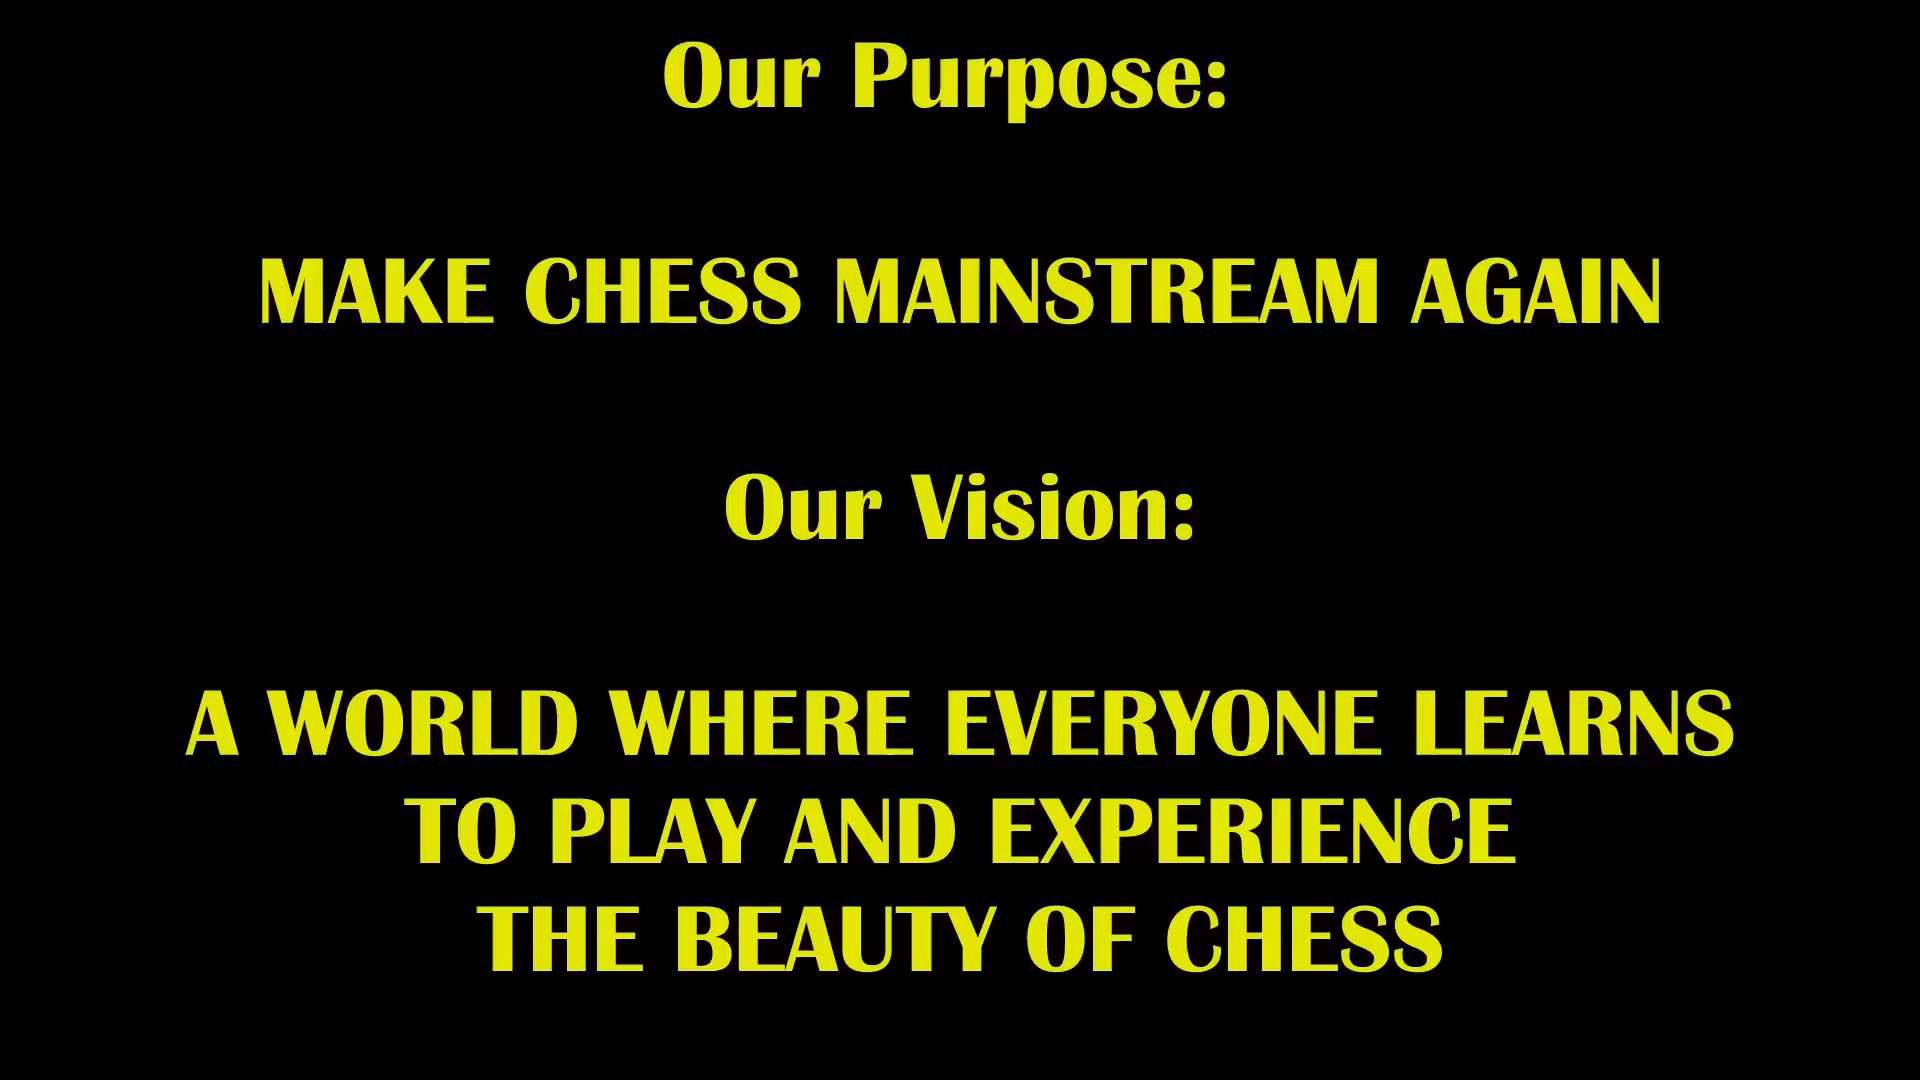 Our Purpose:
MAKE CHESS MAINSTREAM AGAIN
Our Vision:
A WORLD WHERE EVERYONE LEARNS
TO PLAY AND EXPERIENCE
THE BEAUTY OF CHESS